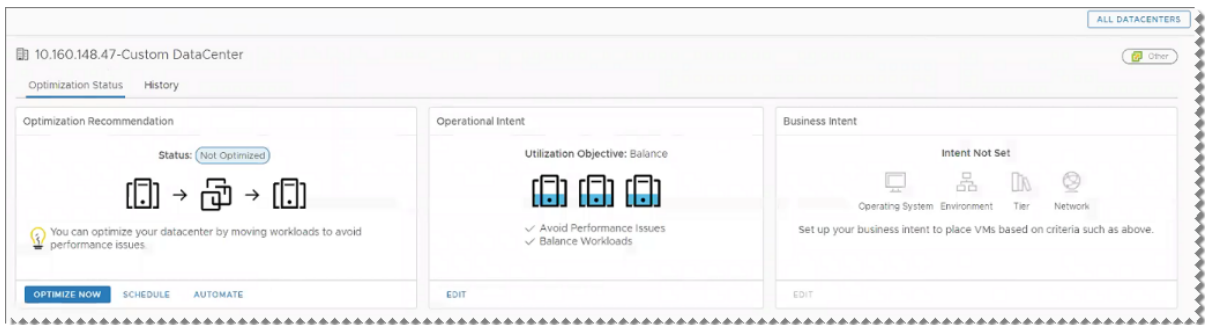 ALL DATACENTERS
10.160.148.47-Custom DataCenter
Other
Optimization Status History
Optimization Recommendation
Status: Not Optimized
You can optimize your datacenter by moving workloads to avoid
performance issues.
OPTIMIZE NOW SCHEDULE AUTOMATE
Operational Intent
Utilization Objective: Balance
Avoid Performance Issues
Balance Workloads
EDIT
Business Intent
Intent Not Set
Operating System Environment Tier Network
Set up your business intent to place VMs based on criteria such as above.
EDIT